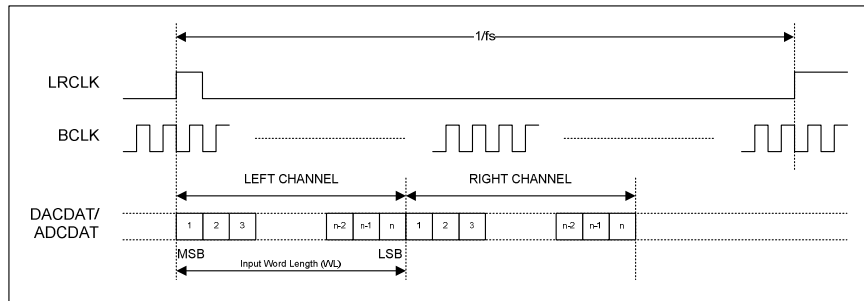 1/fs
LRCLK
BCLK
LEFT CHANNEL RIGHT CHANNEL
DACDAT/
ADCDAT
1 2 3 n-2 n-1 n 1 2 3 n-2 n-1 n
MSB LSB
Input Word Length (WL)